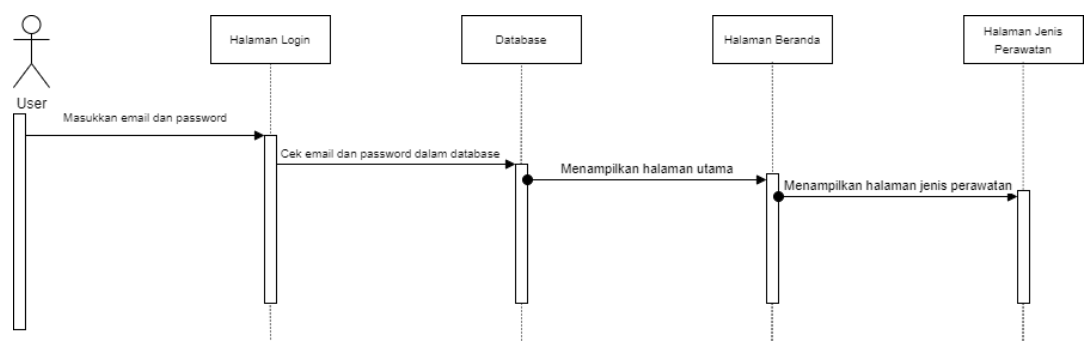 Halaman Login
Database
Halaman Beranda
Halaman Jenis
Perawatan
User
Masukkan email dan password
Cek email dan password dalam database
Menampilkan halaman utama
Menampilkan halaman jenis perawatan